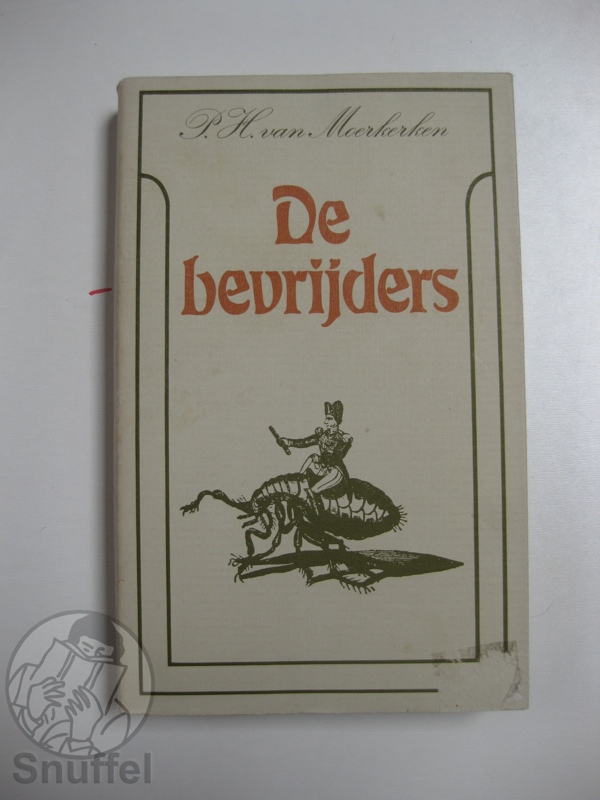 P.H. van Moerkerken
De
bevrijders
Snuffel